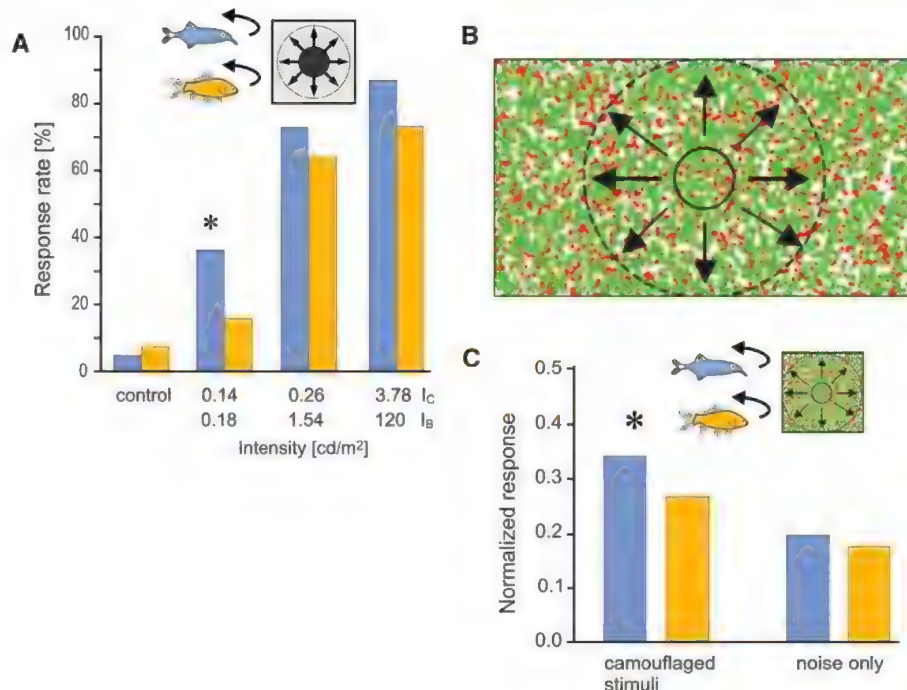 A
100
80
60
40
20
0
Response rate [%]
*
control
0.14 0.26 3.78 I_C
0.18 1.54 120 I_B
Intensity [cd/m²]
B
C
0.5
0.4
0.3
0.2
0.1
0.0
Normalized response
*
camouflaged
stimuli
noise only